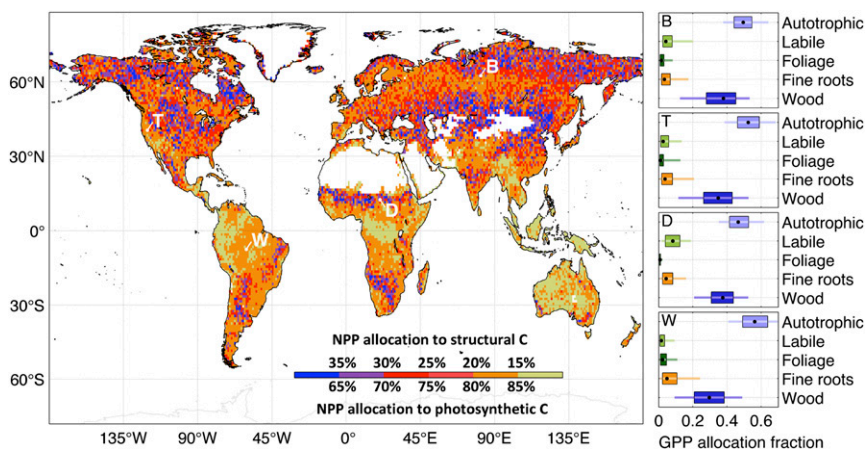 B
T
D
W
60°N
30°N
0°
30°S
60°S
NPP allocation to structural C
35% 30% 25% 20% 15%
65% 70% 75% 80% 85%
NPP allocation to photosynthetic C
135°W 90°W 45°W 0° 45°E 90°E 135°E
B
Autotrophic
Labile
Foliage
Fine roots
Wood
T
Autotrophic
Labile
Foliage
Fine roots
Wood
D
Autotrophic
Labile
Foliage
Fine roots
Wood
W
Autotrophic
Labile
Foliage
Fine roots
Wood
0 0.2 0.4 0.6
GPP allocation fraction